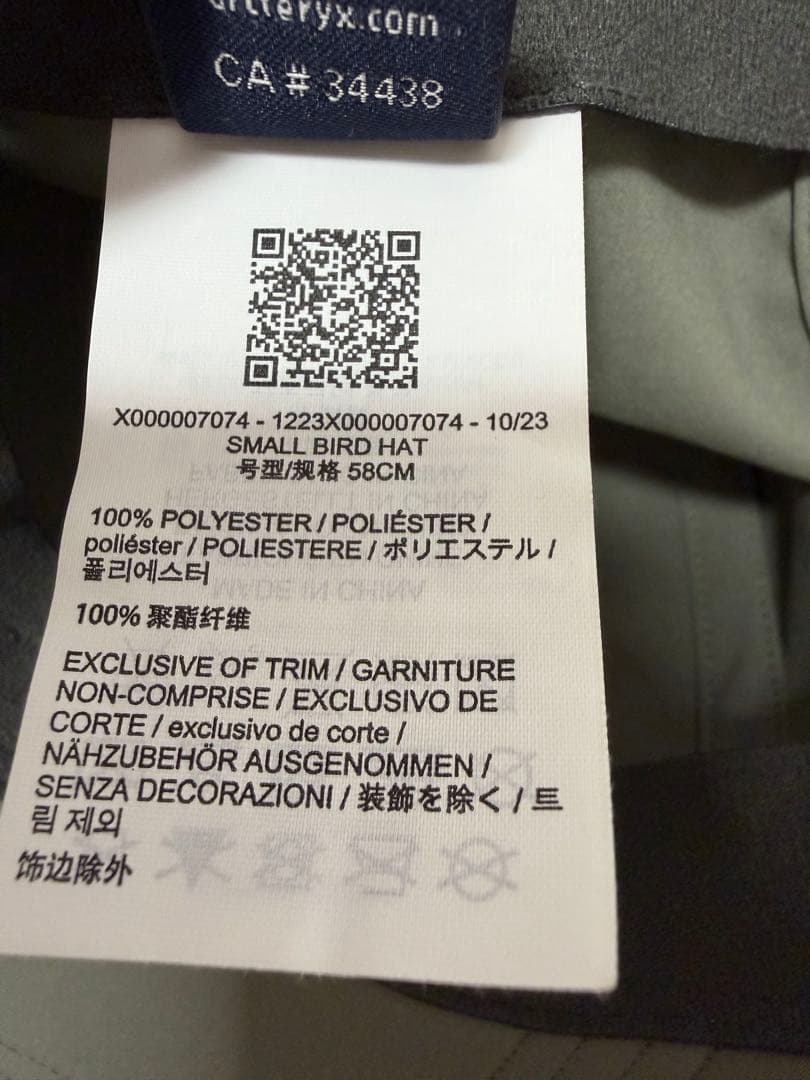 arcteryx.com
CA # 34438
X000007074 - 1223X000007074 - 10/23
SMALL BIRD HAT
号型/规格 58CM
100% POLYESTER / POLIÉSTER /
poliéster / POLIESTERE / ポリエステル /
폴리에스터
100% 聚酯纤维
EXCLUSIVE OF TRIM / GARNITURE
NON-COMPRISE / EXCLUSIVO DE
CORTE / exclusivo de corte /
NÄHZUBEHÖR AUSGENOMMEN /
SENZA DECORAZIONI / 装飾を除く / 트
림 제외
饰边除外